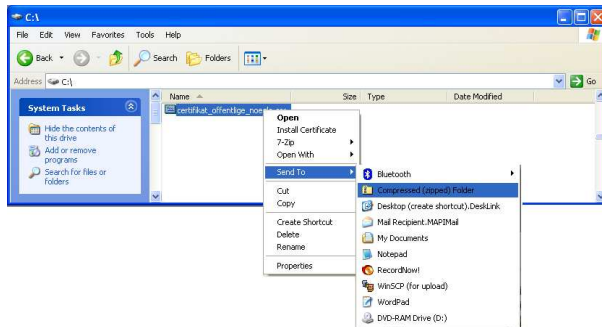 C:\
File Edit View Favorites Tools Help
Back Search Folders
Address C:\ Go
Name Size Type Date Modified
System Tasks
Hide the contents of
this drive
Add or remove
programs
Search for files or
folders
Open
Install Certificate
7-Zip
Open With
Send To
Cut
Copy
Create Shortcut
Delete
Rename
Properties
Bluetooth
Compressed (zipped) Folder
Desktop (create shortcut).DeskLink
Mail Recipient.MAPIMail
My Documents
Notepad
RecordNow!
WinSCP (for upload)
WordPad
DVD-RAM Drive (D:)